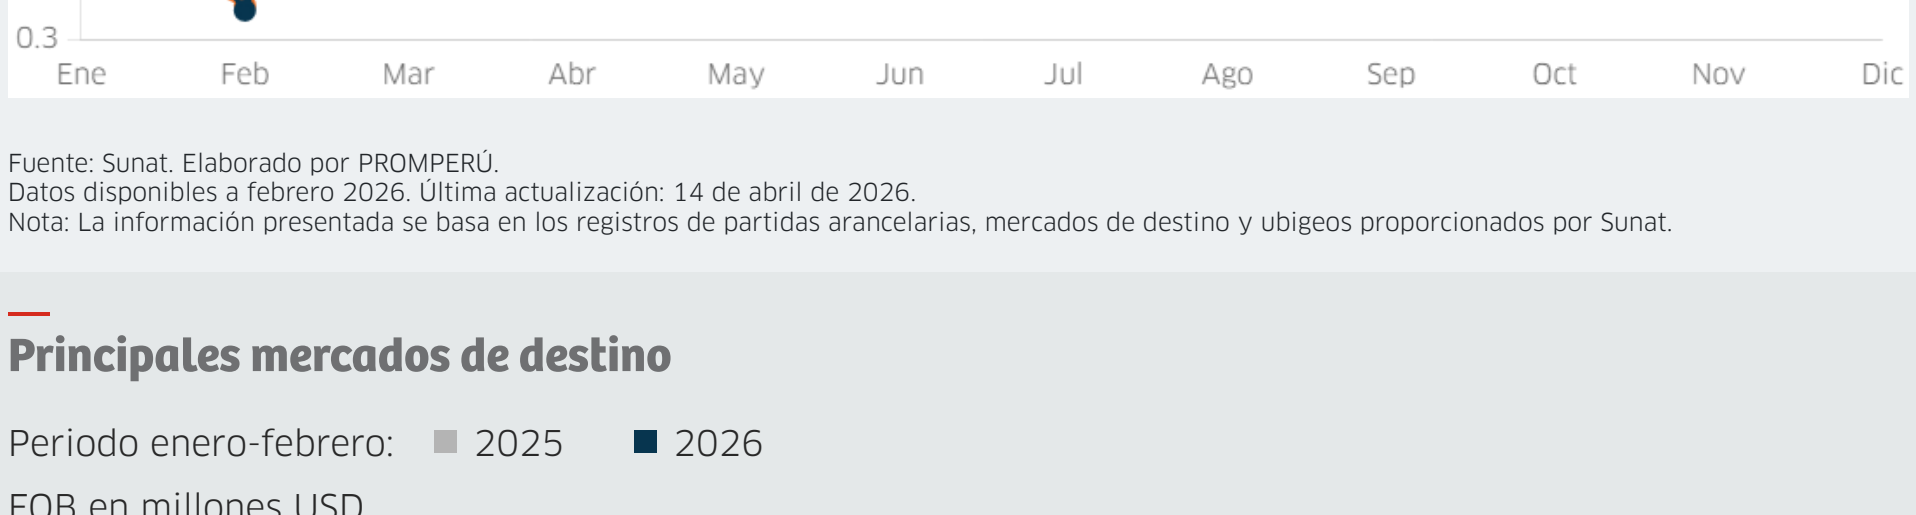 0.3
Ene Feb Mar Abr May Jun Jul Ago Sep Oct Nov Dic
Fuente: Sunat. Elaborado por PROMPERÚ.
Datos disponibles a febrero 2026. Última actualización: 14 de abril de 2026.
Nota: La información presentada se basa en los registros de partidas arancelarias, mercados de destino y ubigeos proporcionados por Sunat.
Principales mercados de destino
Periodo enero-febrero: 2025 2026
FOB en millones USD